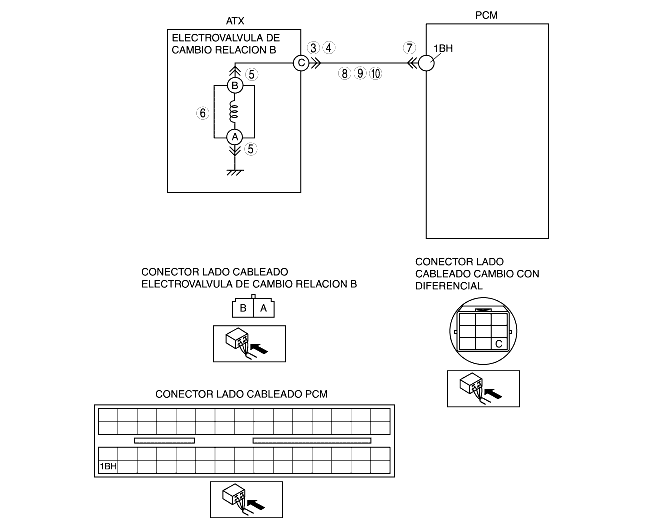 ATX
PCM
ELECTROVALVULA DE
CAMBIO RELACION B
3 4
7
1BH
C
5
B
8 9 10
6
A
5
CONECTOR LADO
CABLEADO CAMBIO CON
DIFERENCIAL
CONECTOR LADO CABLEADO
ELECTROVALVULA DE CAMBIO RELACION B
B A
C
CONECTOR LADO CABLEADO PCM
1BH